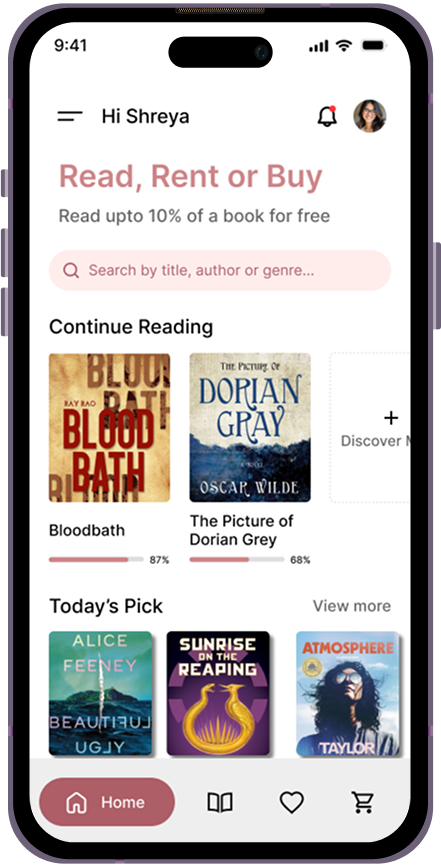 9:41
Hi Shreya
Read, Rent or Buy
Read upto 10% of a book for free
Search by title, author or genre...
Continue Reading
BLOOD
BATH
RAY RAO
BLOOD
BATH
BLOOD
THE PICTURE OF
DORIAN
GRAY
A NOVEL
OSCAR WILDE
+
Discover M
Bloodbath
The Picture of
Dorian Grey
87%
68%
Today's Pick
View more
ALICE
FEENEY
BEAUTIFUL
UGLY
SUNRISE
ON THE
REAPING
ATMOSPHERE
TAYLOR
Home